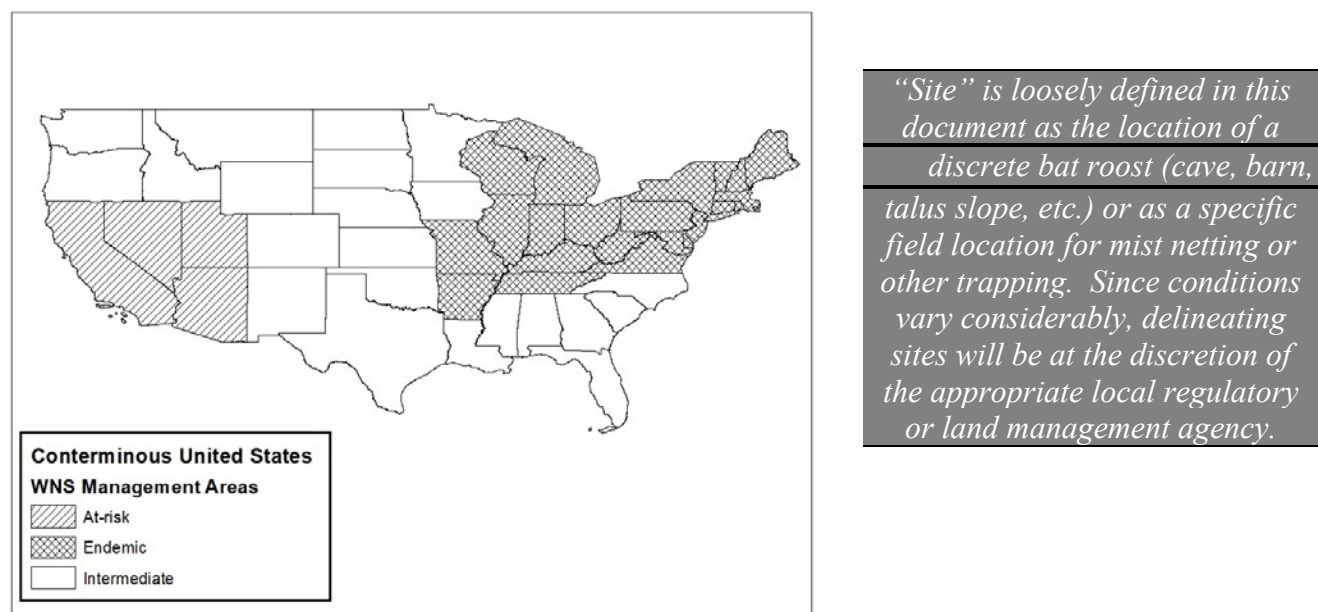 “Site” is loosely defined in this
document as the location of a
discrete bat roost (cave, barn,
talus slope, etc.) or as a specific
field location for mist netting or
other trapping.  Since conditions
vary considerably, delineating
sites will be at the discretion of
the appropriate local regulatory
or land management agency.
Conterminous United States
WNS Management Areas
At-risk
Endemic
Intermediate